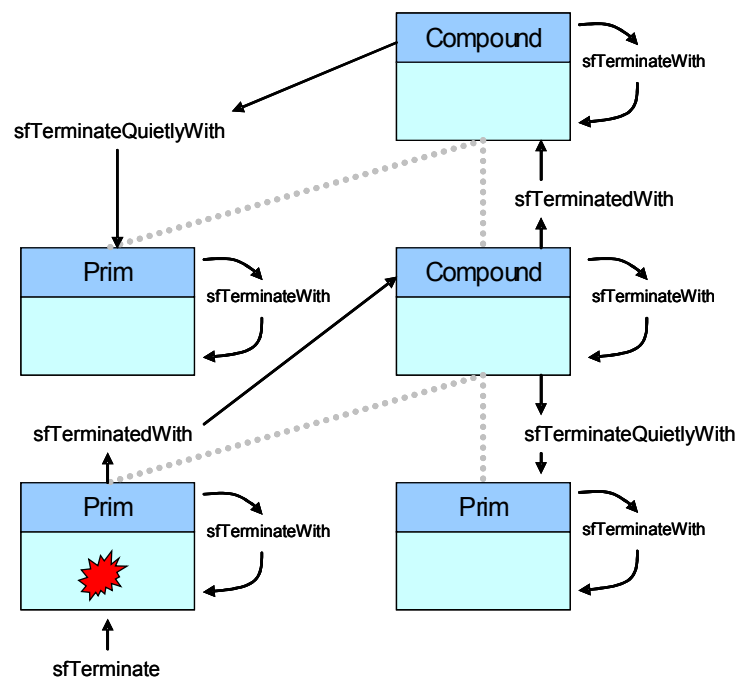 Compound
sfTerminateWith
sfTerminateQuietlyWith
sfTerminatedWith
Prim
sfTerminateWith
Compound
sfTerminateWith
sfTerminatedWith
sfTerminateQuietlyWith
Prim
sfTerminateWith
Prim
sfTerminateWith
sfTerminate